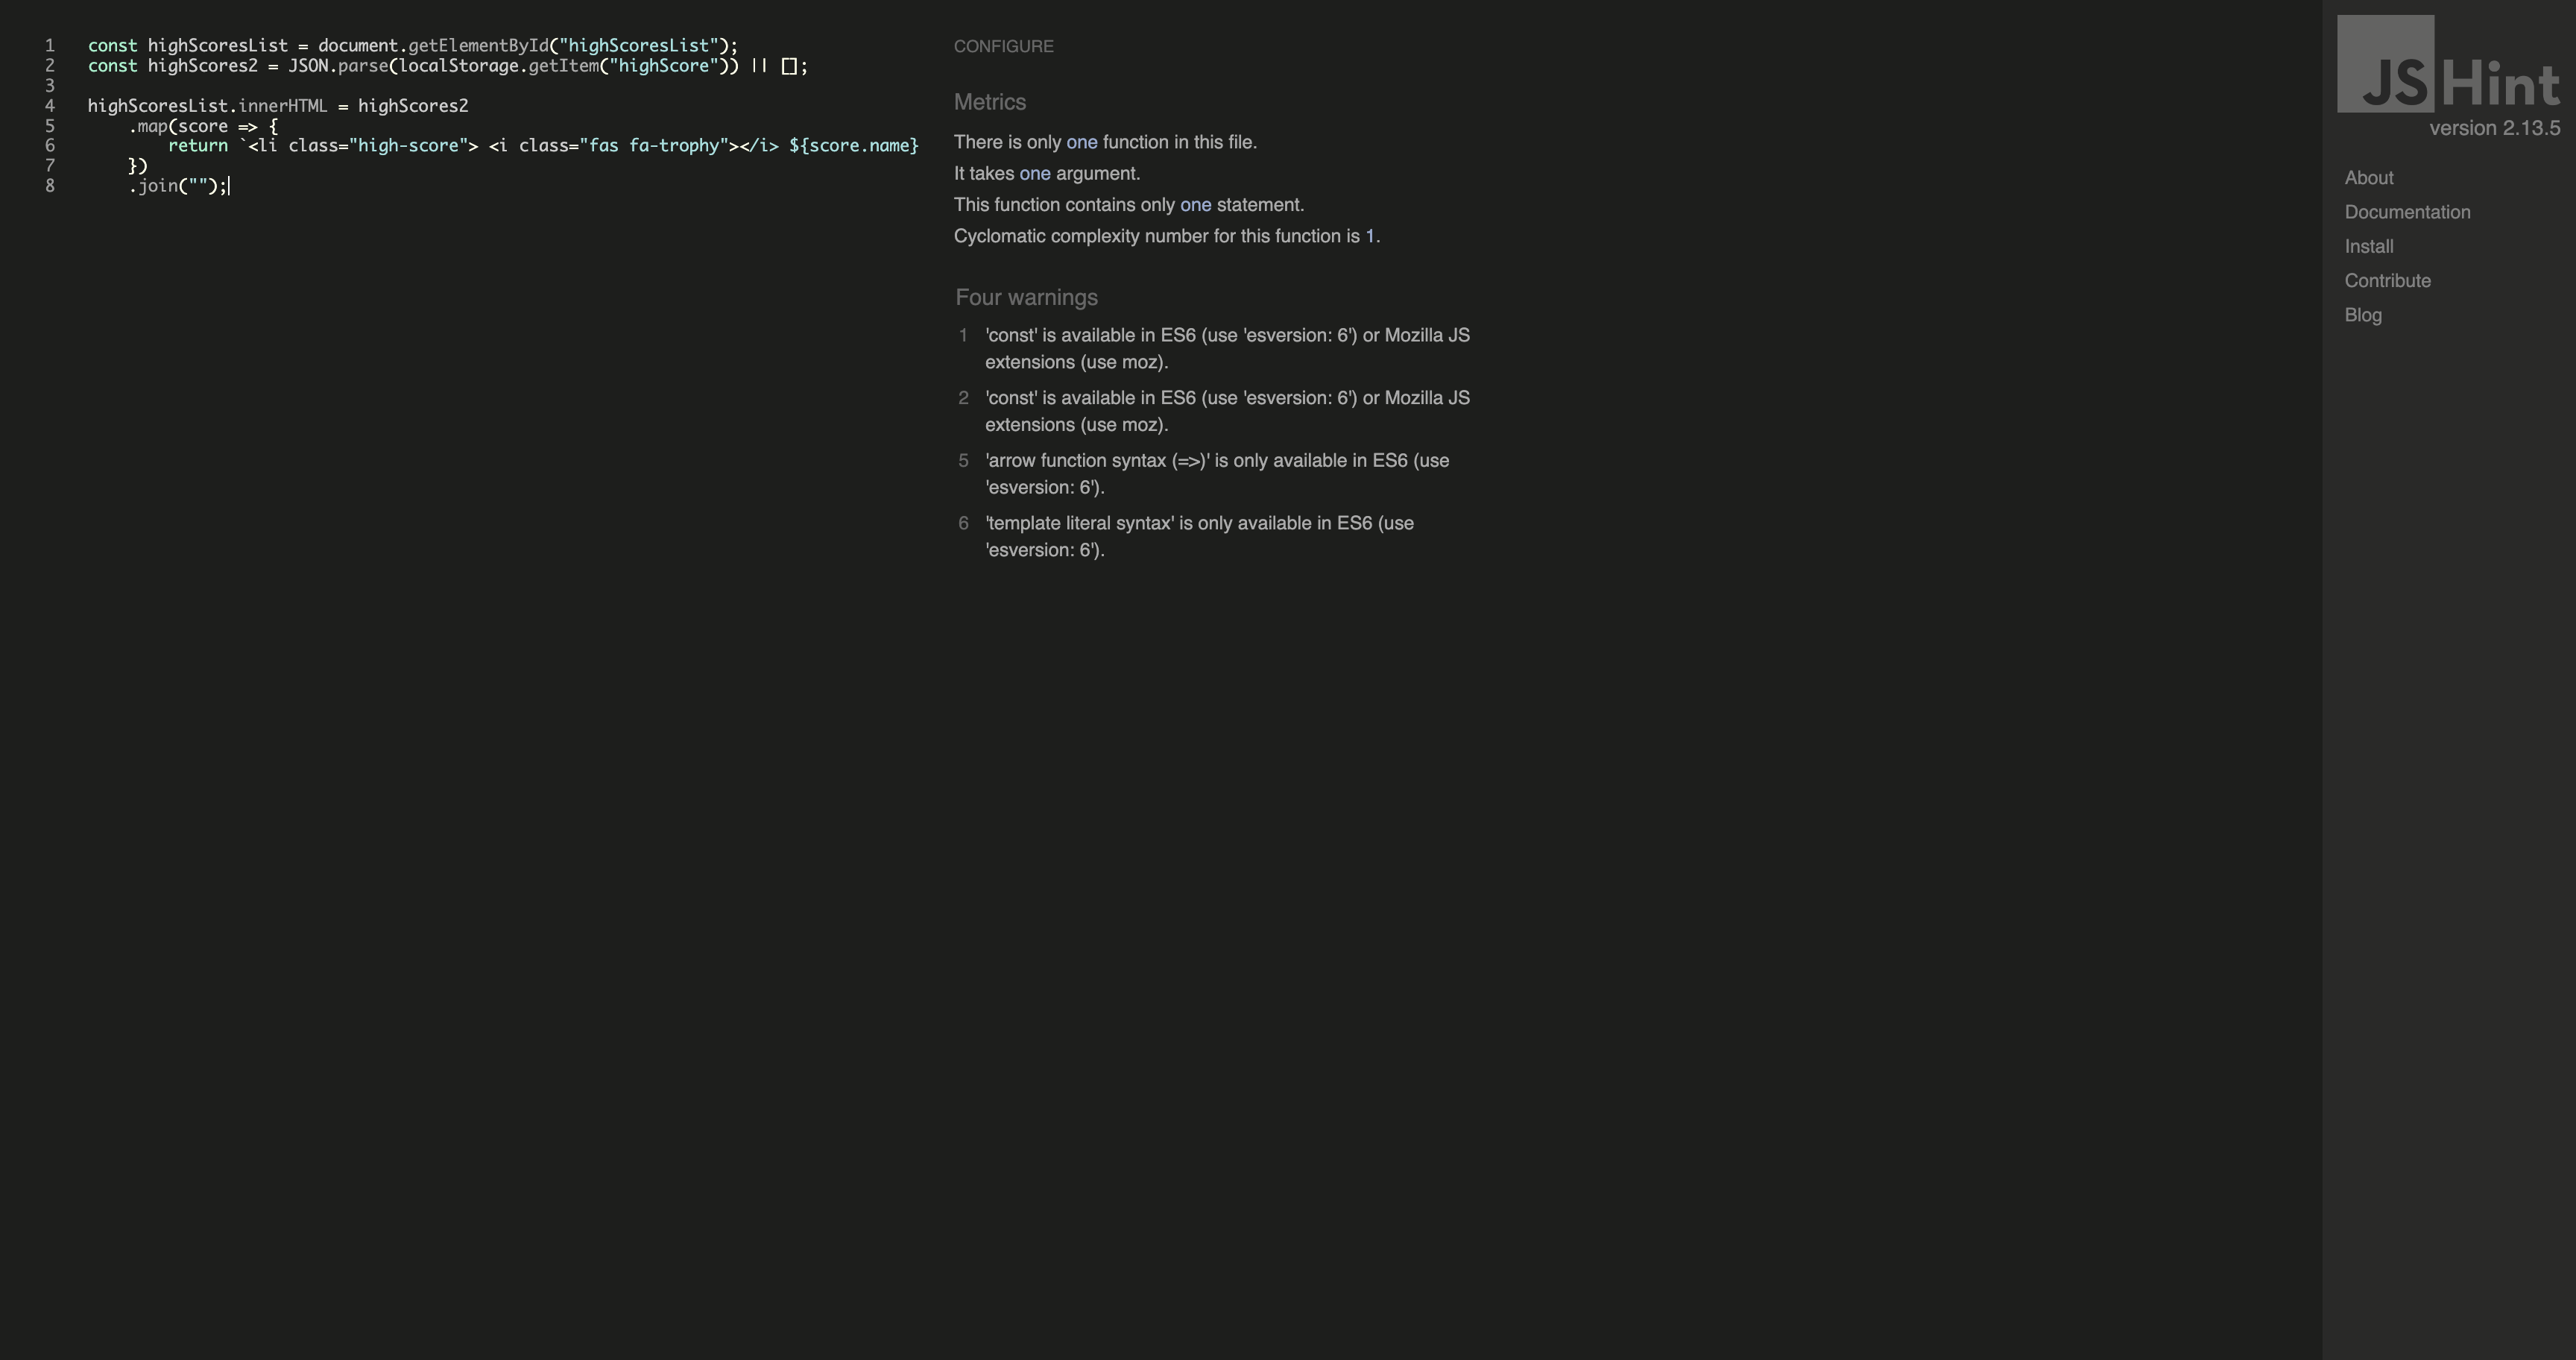 1 const highScoresList = document.getElementById("highScoresList");
2 const highScores2 = JSON.parse(localStorage.getItem("highScore")) || [];
3
4 highScoresList.innerHTML = highScores2
5 .map(score => {
6 return `<li class="high-score"> <i class="fas fa-trophy"></i> ${score.name}
7 })
8 .join("");
CONFIGURE
Metrics
There is only one function in this file.
It takes one argument.
This function contains only one statement.
Cyclomatic complexity number for this function is 1.
Four warnings
1 'const' is available in ES6 (use 'esversion: 6') or Mozilla JS
extensions (use moz).
2 'const' is available in ES6 (use 'esversion: 6') or Mozilla JS
extensions (use moz).
5 'arrow function syntax (=>)' is only available in ES6 (use
'esversion: 6').
6 'template literal syntax' is only available in ES6 (use
'esversion: 6').
JSHint
version 2.13.5
About
Documentation
Install
Contribute
Blog